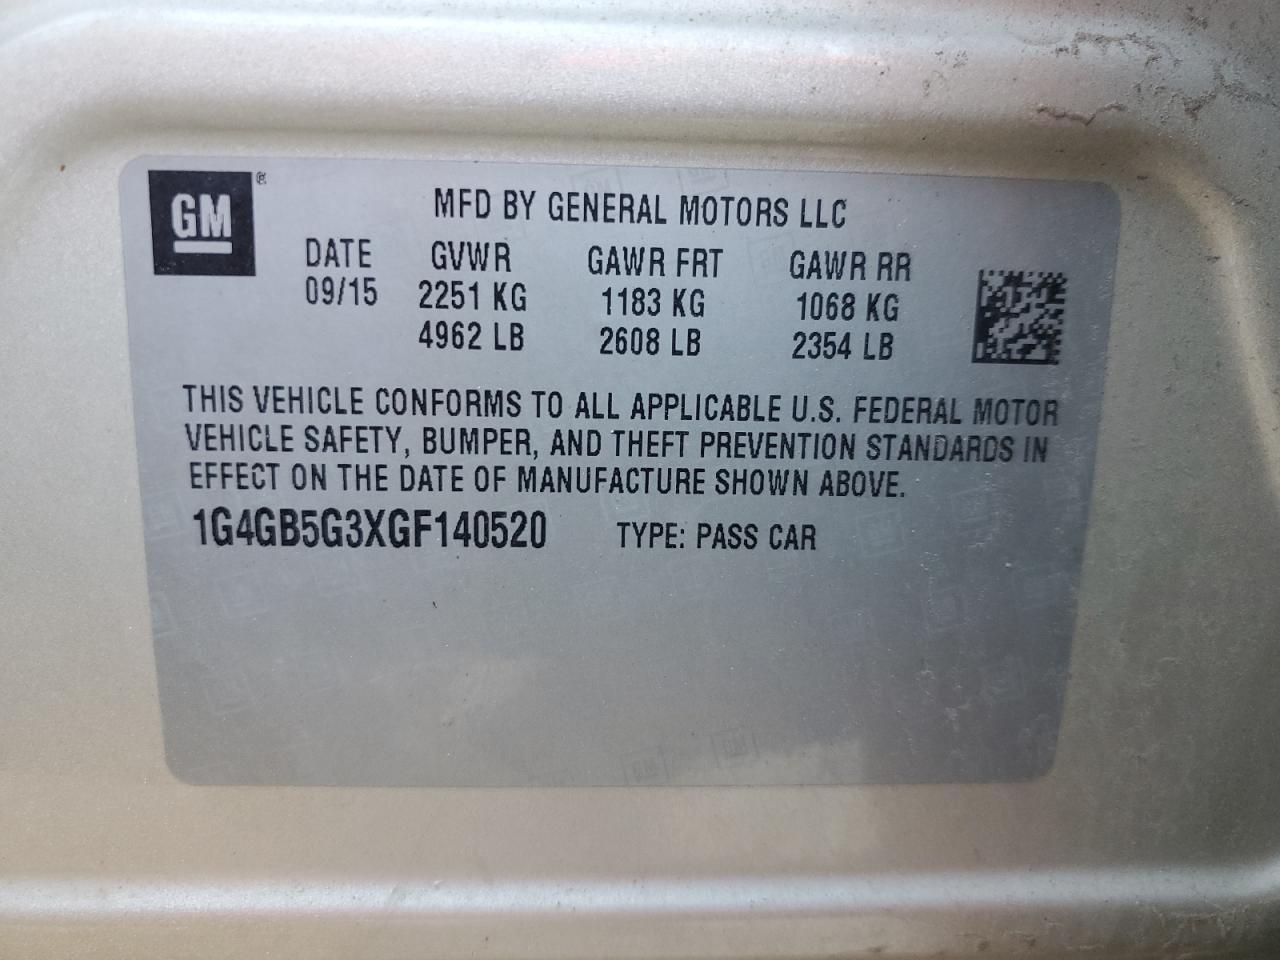 GM ®
MFD BY GENERAL MOTORS LLC
DATE GVWR GAWR FRT GAWR RR
09/15 2251 KG 1183 KG 1068 KG
4962 LB 2608 LB 2354 LB
THIS VEHICLE CONFORMS TO ALL APPLICABLE U.S. FEDERAL MOTOR
VEHICLE SAFETY, BUMPER, AND THEFT PREVENTION STANDARDS IN
EFFECT ON THE DATE OF MANUFACTURE SHOWN ABOVE.
1G4GB5G3XGF140520 TYPE: PASS CAR